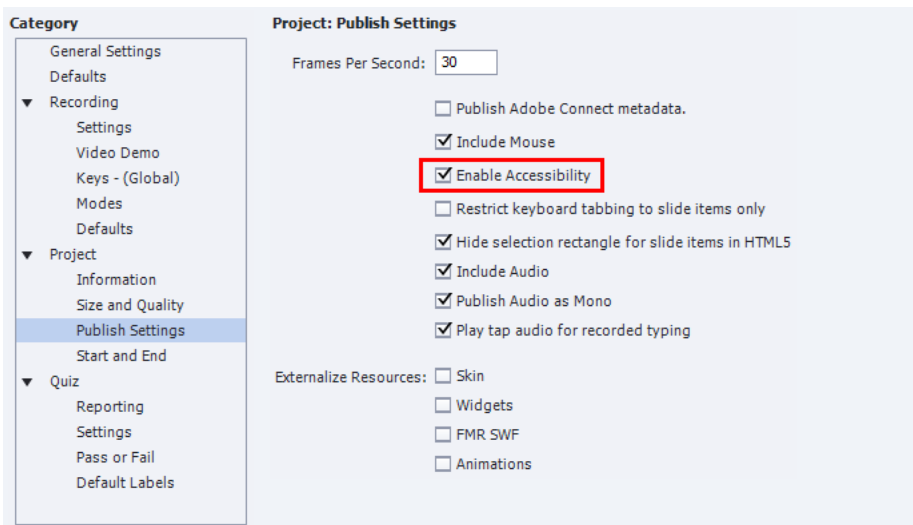 Category
General Settings
Defaults
Recording
Settings
Video Demo
Keys - (Global)
Modes
Defaults
Project
Information
Size and Quality
Publish Settings
Start and End
Quiz
Reporting
Settings
Pass or Fail
Default Labels
Project: Publish Settings
Frames Per Second: 30
Publish Adobe Connect metadata.
Include Mouse
Enable Accessibility
Restrict keyboard tabbing to slide items only
Hide selection rectangle for slide items in HTML5
Include Audio
Publish Audio as Mono
Play tap audio for recorded typing
Externalize Resources: Skin
Widgets
FMR SWF
Animations